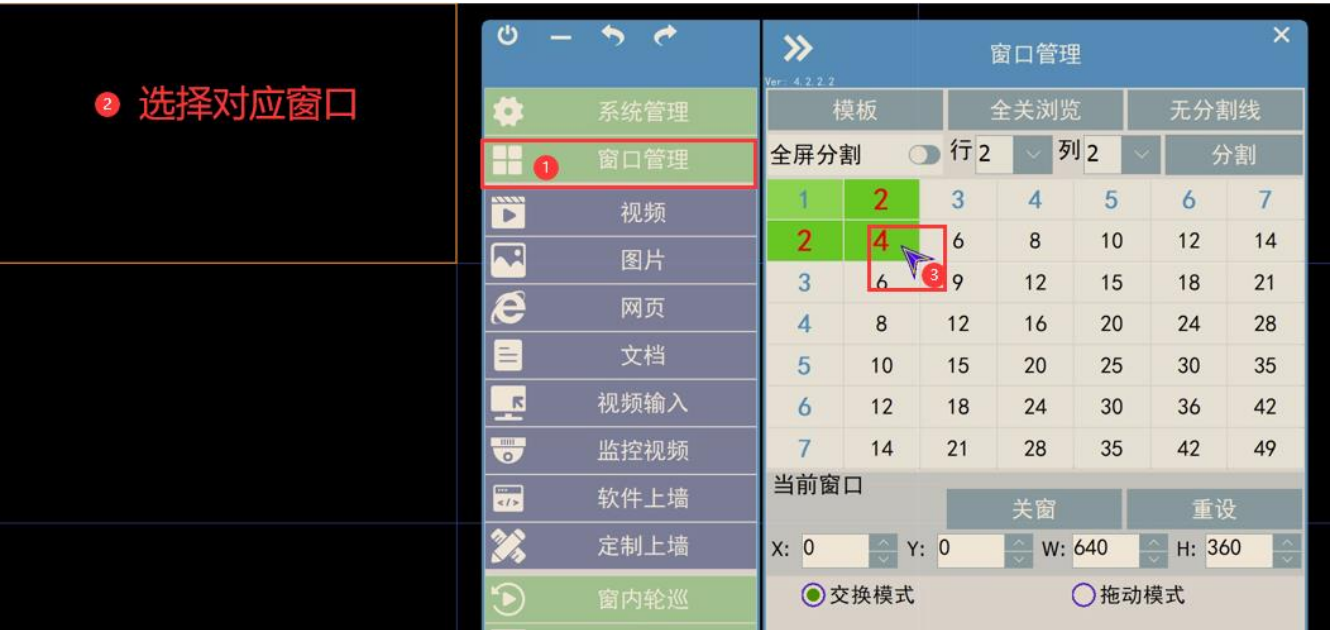 ② 选择对应窗口
窗口管理
Ver: 4.2.2.2
系统管理
模板 全关浏览 无分割线
① 窗口管理
全屏分割 行 2 列 2 分割
视频
图片
网页
文档
视频输入
监控视频
软件上墙
定制上墙
窗内轮巡
1 2 3 4 5 6 7
2 4 6 8 10 12 14
3 6 ③ 9 12 15 18 21
4 8 12 16 20 24 28
5 10 15 20 25 30 35
6 12 18 24 30 36 42
7 14 21 28 35 42 49
当前窗口
关窗 重设
X: 0 Y: 0 W: 640 H: 360
交换模式 拖动模式